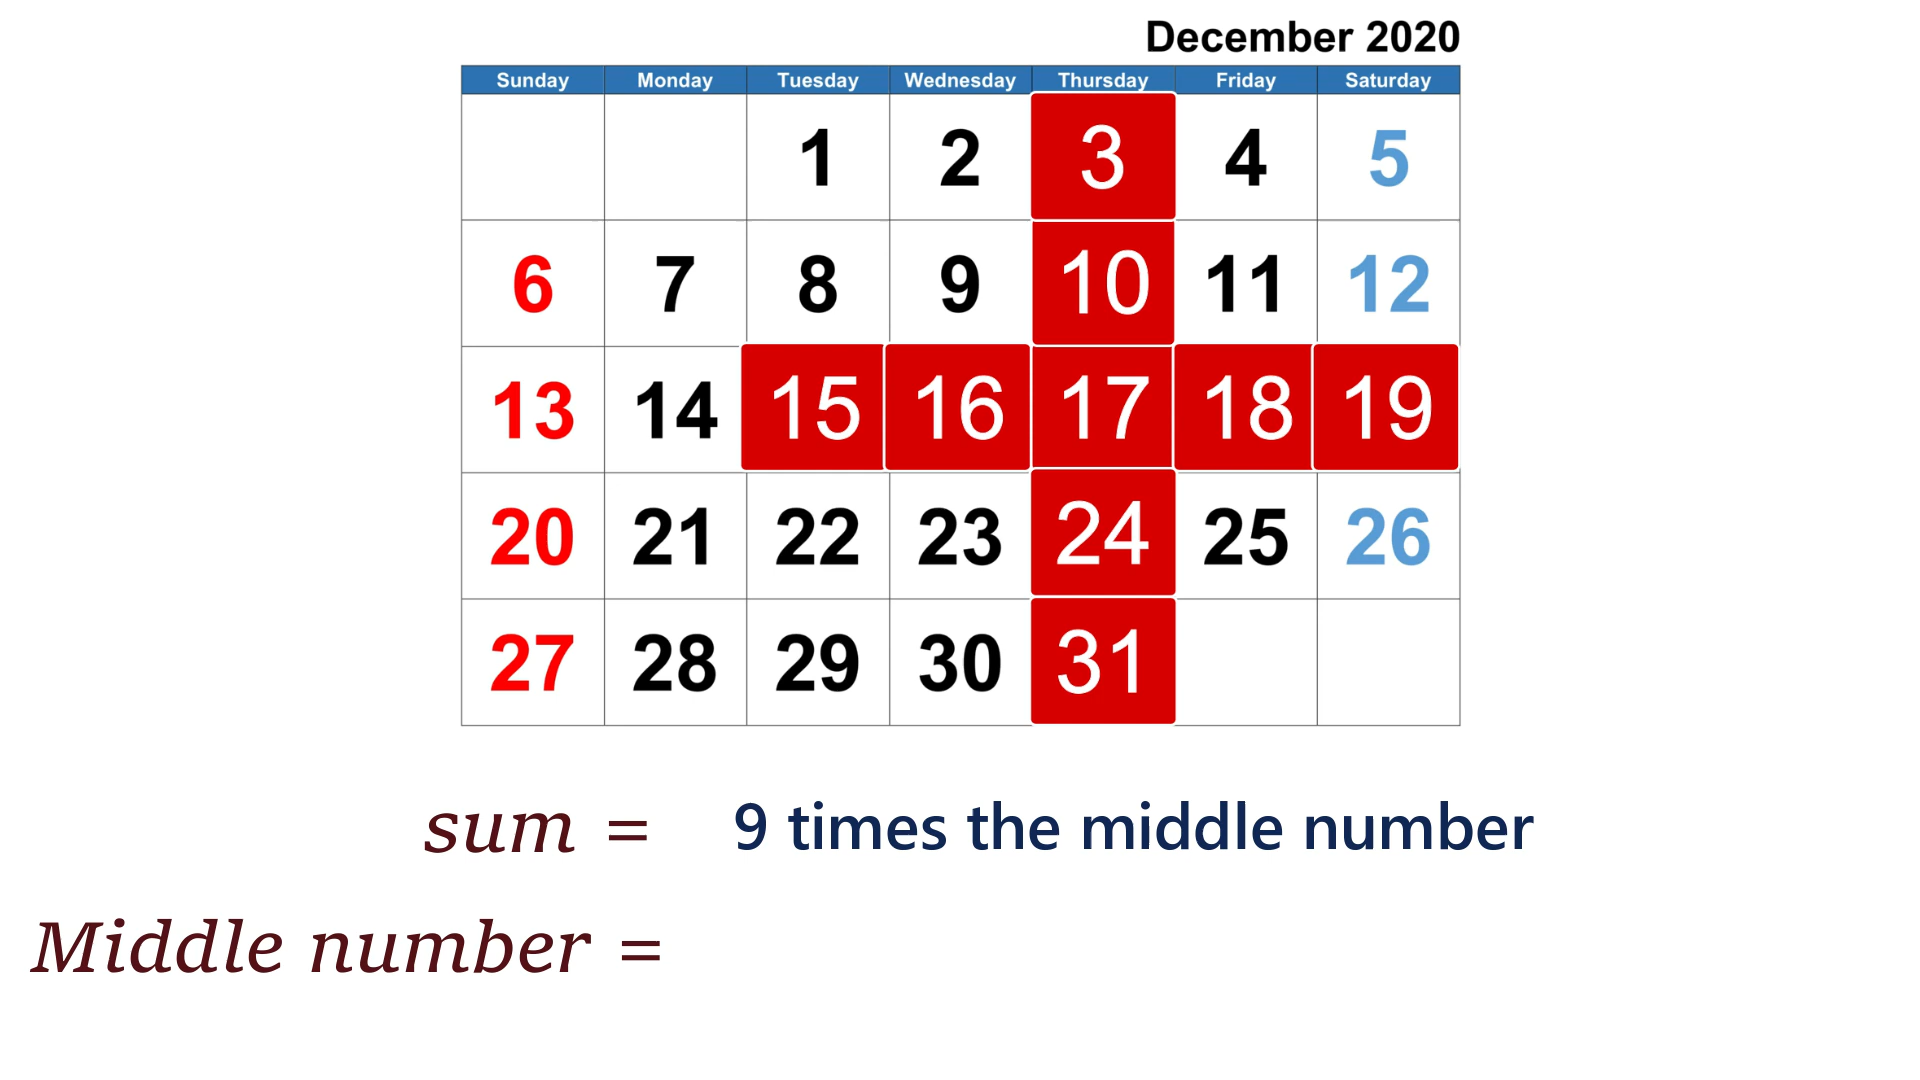 December 2020
Sunday Monday Tuesday Wednesday Thursday Friday Saturday
1 2 3 4 5
6 7 8 9 10 11 12
13 14 15 16 17 18 19
20 21 22 23 24 25 26
27 28 29 30 31
sum = 9 times the middle number
Middle number =